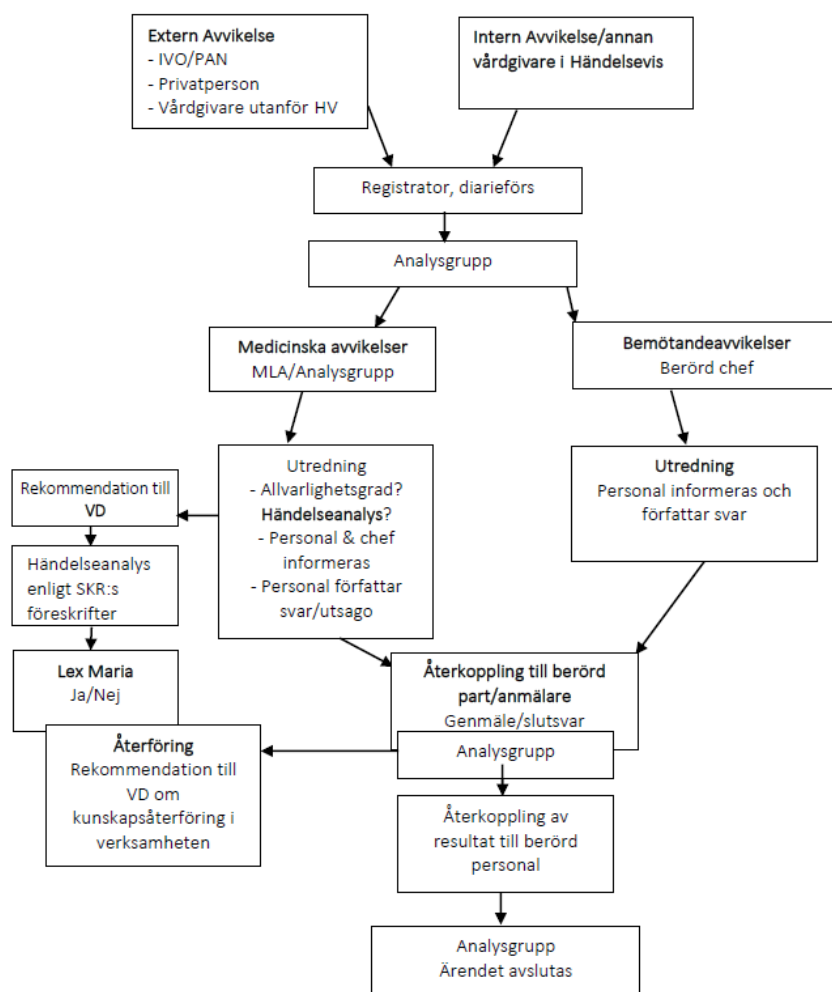 Extern Avvikelse
- IVO/PAN
- Privatperson
- Vårdgivare utanför HV
Intern Avvikelse/annan
vårdgivare i Händelsevis
Registrator, diarieförs
Analysgrupp
Medicinska avvikelser
MLA/Analysgrupp
Bemötandeavvikelser
Berörd chef
Utredning
- Allvarlighetsgrad?
Händelseanalys?
- Personal & chef
informeras
- Personal författar
svar/utsago
Utredning
Personal informeras och
författar svar
Rekommendation till
VD
Händelseanalys
enligt SKR:s
föreskrifter
Lex Maria
Ja/Nej
Återkoppling till berörd
part/anmälare
Genmäle/slutsvar
Analysgrupp
Återföring
Rekommendation till
VD om
kunskapsåterföring i
verksamheten
Återkoppling av
resultat till berörd
personal
Analysgrupp
Ärendet avslutas